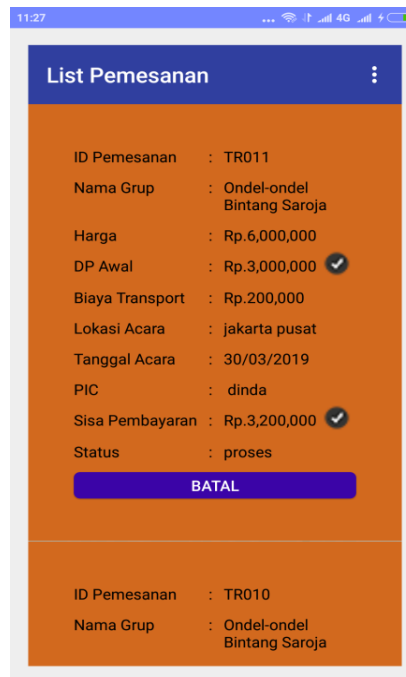 11:27 ... 4G
List Pemesanan
ID Pemesanan : TR011
Nama Grup : Ondel-ondel
Bintang Saroja
Harga : Rp.6,000,000
DP Awal : Rp.3,000,000
Biaya Transport : Rp.200,000
Lokasi Acara : jakarta pusat
Tanggal Acara : 30/03/2019
PIC : dinda
Sisa Pembayaran : Rp.3,200,000
Status : proses
BATAL
ID Pemesanan : TR010
Nama Grup : Ondel-ondel
Bintang Saroja